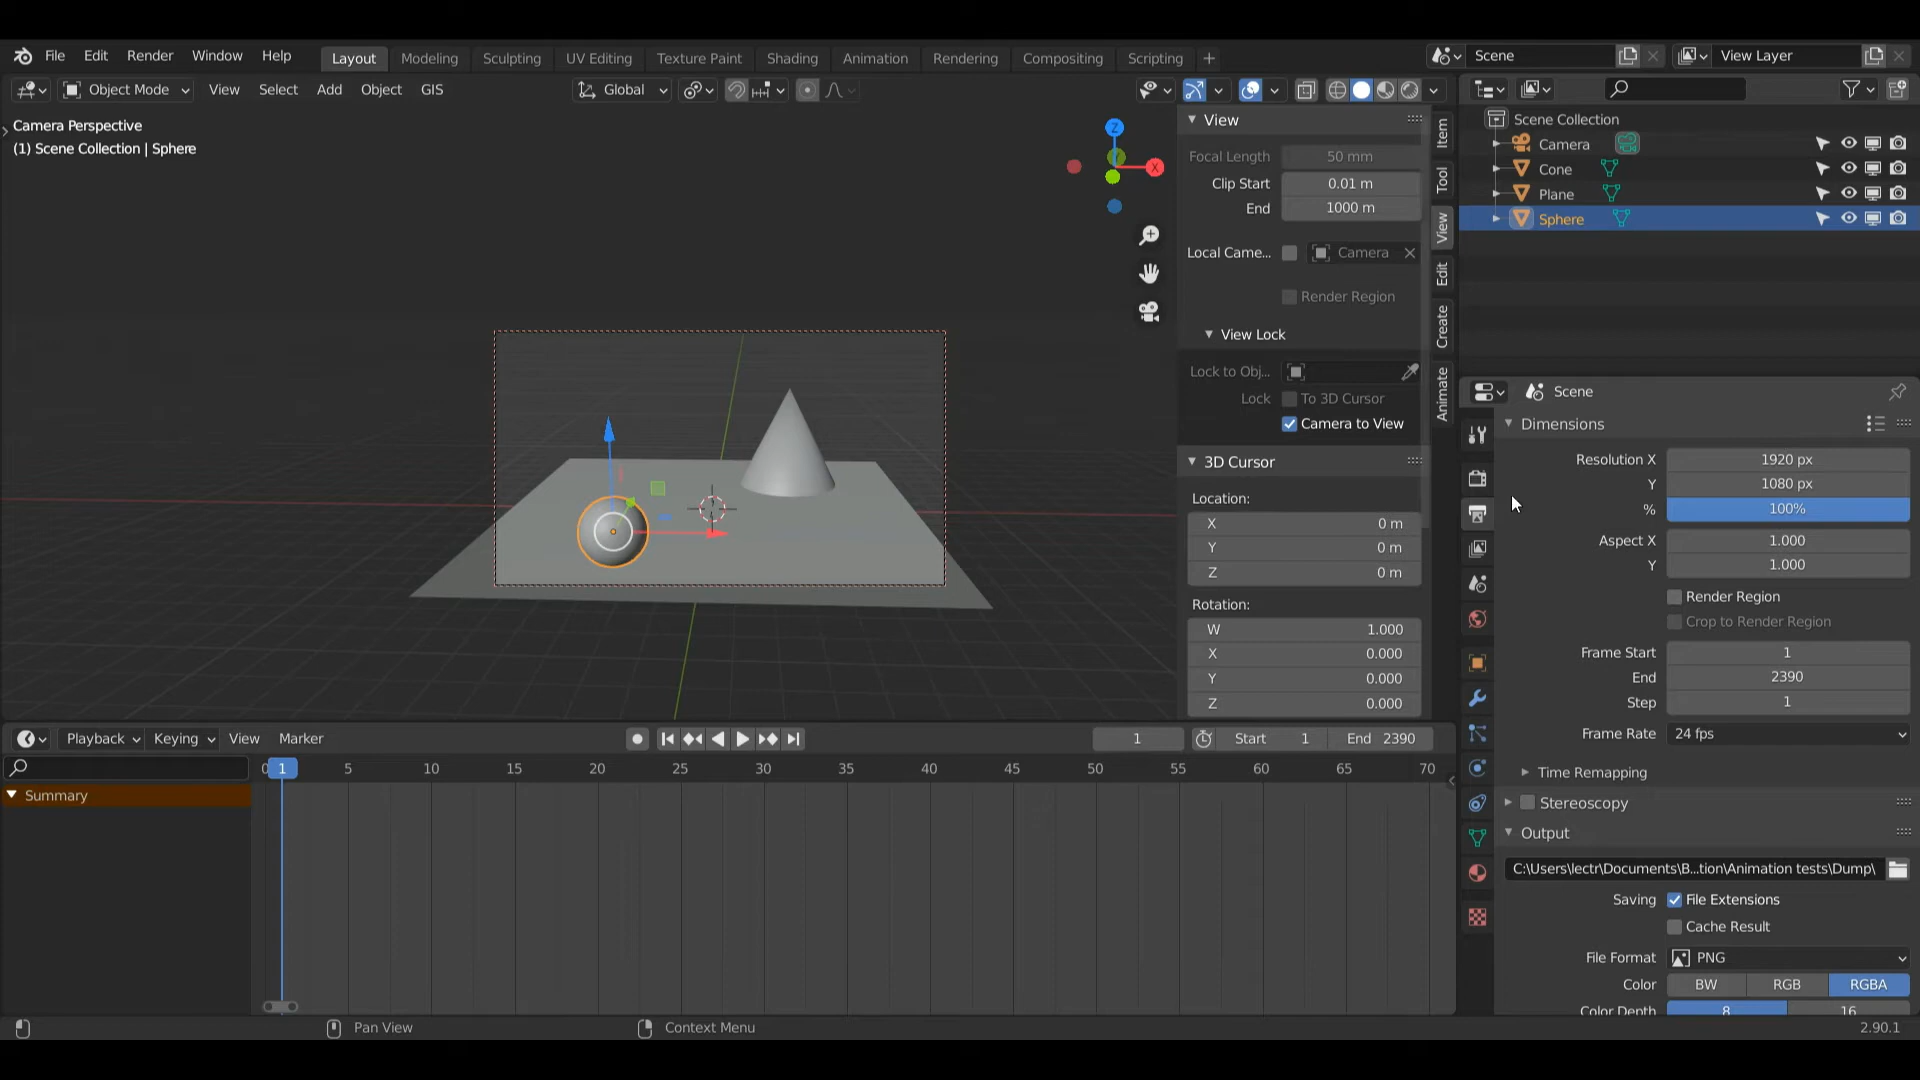 File Edit Render Window Help Layout Modeling Sculpting UV Editing Texture Paint Shading Animation Rendering Compositing Scripting + Scene View Layer
Object Mode View Select Add Object GIS Global
Camera Perspective
(1) Scene Collection | Sphere
Z
X
View
Focal Length 50 mm
Clip Start 0.01 m
End 1000 m
Local Came... Camera
Render Region
View Lock
Lock to Obj...
Lock To 3D Cursor
Camera to View
3D Cursor
Location:
X 0 m
Y 0 m
Z 0 m
Rotation:
W 1.000
X 0.000
Y 0.000
Z 0.000
Item
Tool
View
Edit
Create
Animate
Scene Collection
Camera
Cone
Plane
Sphere
Scene
Dimensions
Resolution X 1920 px
Y 1080 px
% 100%
Aspect X 1.000
Y 1.000
Render Region
Crop to Render Region
Frame Start 1
End 2390
Step 1
Frame Rate 24 fps
Time Remapping
Stereoscopy
Output
C:\Users\lectr\Documents\B...tion\Animation tests\Dump\
Saving File Extensions
Cache Result
File Format PNG
Color BW RGB RGBA
Color Depth 8 16
Playback Keying View Marker 1 Start 1 End 2390
0 1 5 10 15 20 25 30 35 40 45 50 55 60 65 70
Summary
Pan View Context Menu 2.90.1